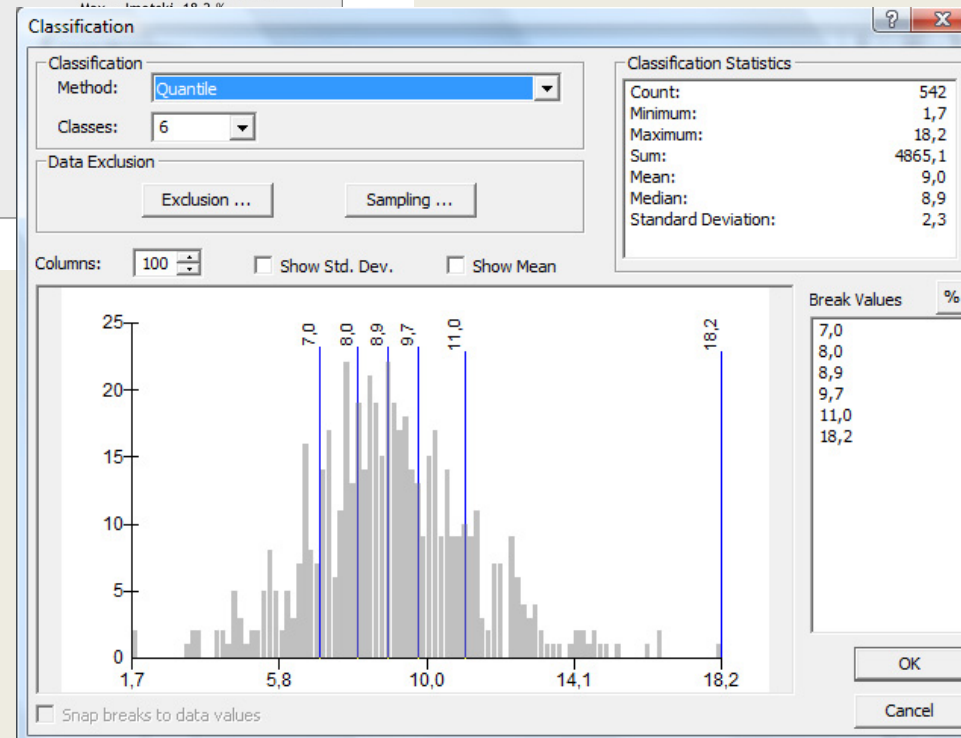 Max Imotski 18,2 %
Classification
Classification
Method: Quantile
Classes: 6
Data Exclusion
Exclusion ...
Sampling ...
Classification Statistics
Count: 542
Minimum: 1,7
Maximum: 18,2
Sum: 4865,1
Mean: 9,0
Median: 8,9
Standard Deviation: 2,3
Columns: 100
Show Std. Dev.
Show Mean
Break Values %
7,0
8,0
8,9
9,7
11,0
18,2
7,0 8,0 8,9 9,7 11,0 18,2
25
20
15
10
5
0
1,7 5,8 10,0 14,1 18,2
OK
Snap breaks to data values
Cancel